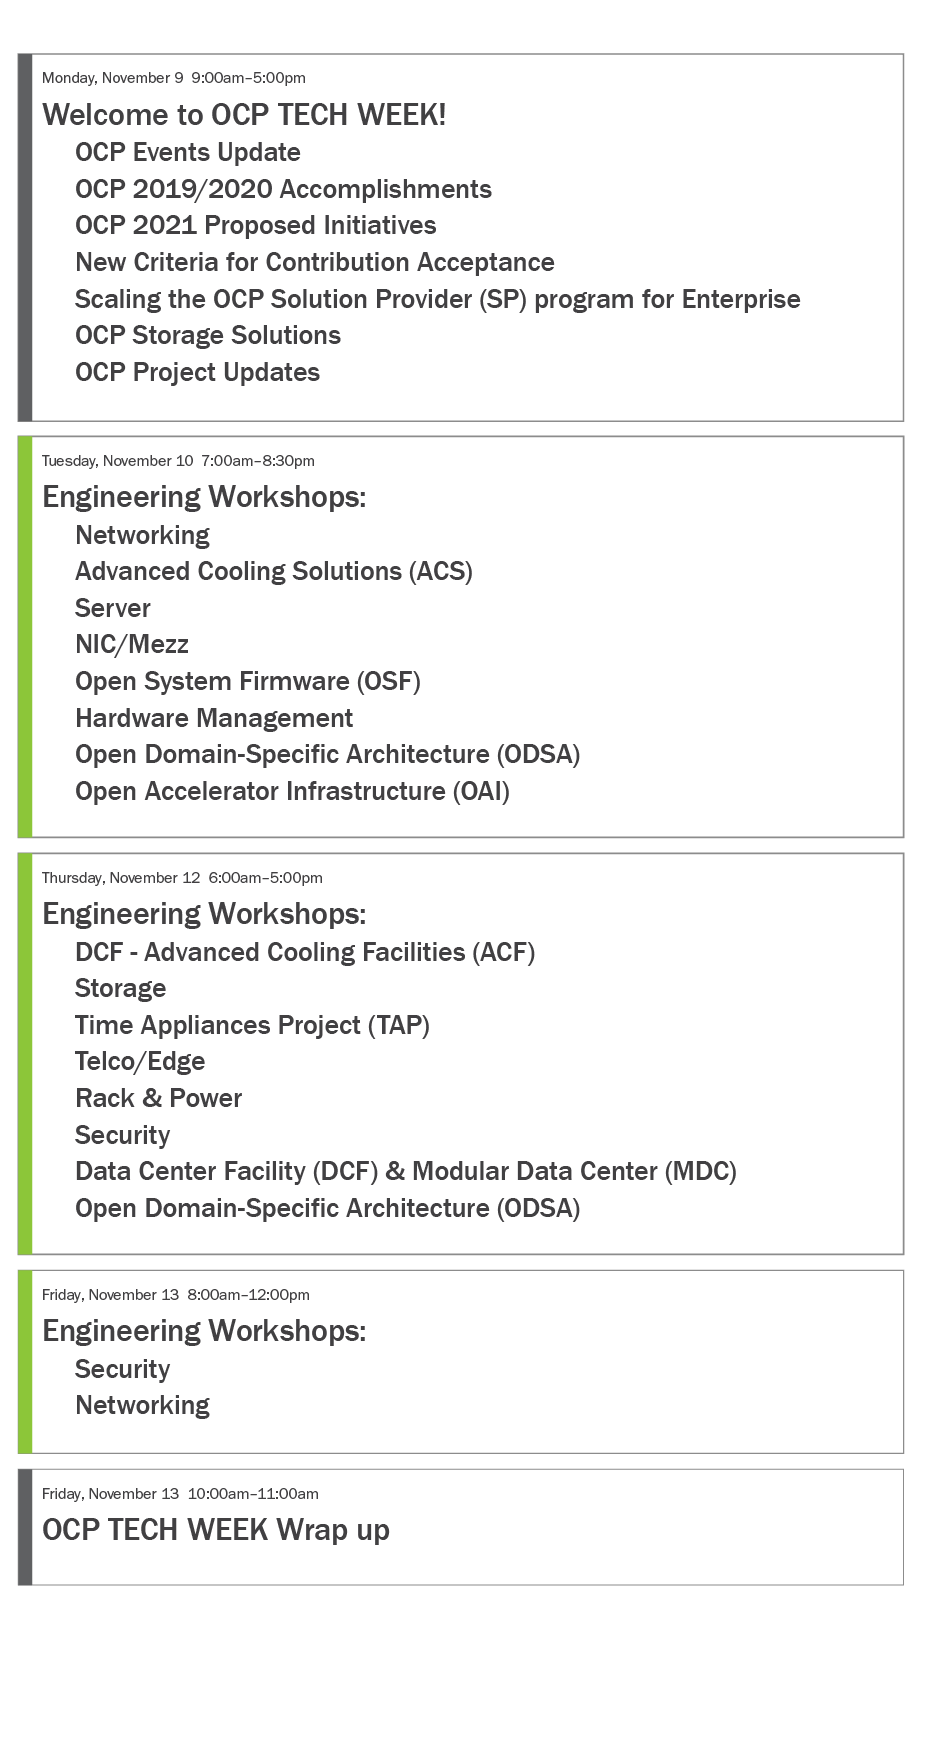 Monday, November 9  9:00am–5:00pm
Welcome to OCP TECH WEEK!
OCP Events Update
OCP 2019/2020 Accomplishments
OCP 2021 Proposed Initiatives
New Criteria for Contribution Acceptance
Scaling the OCP Solution Provider (SP) program for Enterprise
OCP Storage Solutions
OCP Project Updates
Tuesday, November 10  7:00am–8:30pm
Engineering Workshops:
Networking
Advanced Cooling Solutions (ACS)
Server
NIC/Mezz
Open System Firmware (OSF)
Hardware Management
Open Domain-Specific Architecture (ODSA)
Open Accelerator Infrastructure (OAI)
Thursday, November 12  6:00am–5:00pm
Engineering Workshops:
DCF - Advanced Cooling Facilities (ACF)
Storage
Time Appliances Project (TAP)
Telco/Edge
Rack & Power
Security
Data Center Facility (DCF) & Modular Data Center (MDC)
Open Domain-Specific Architecture (ODSA)
Friday, November 13  8:00am–12:00pm
Engineering Workshops:
Security
Networking
Friday, November 13  10:00am–11:00am
OCP TECH WEEK Wrap up